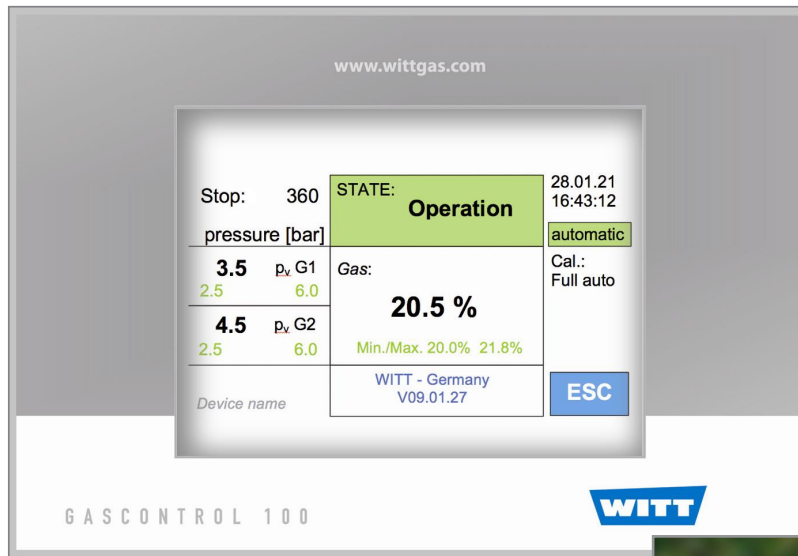 www.wittgas.com
Stop: 360
pressure [bar]
3.5 pv G1
2.5 6.0
4.5 pv G2
2.5 6.0
Device name
STATE:
Operation
Gas:
20.5 %
Min./Max. 20.0% 21.8%
WITT - Germany
V09.01.27
28.01.21
16:43:12
automatic
Cal.:
Full auto
ESC
GASCONTROL 100
WITT